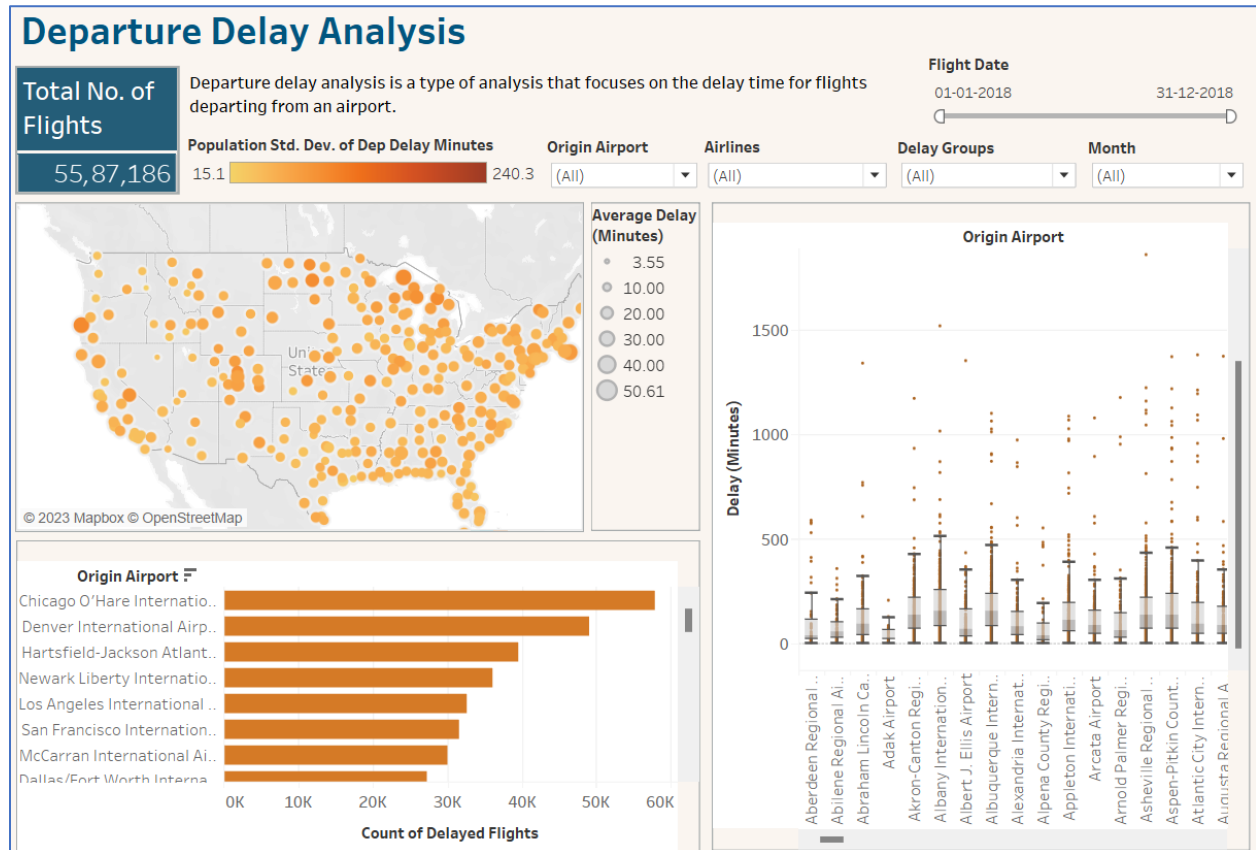 Departure Delay Analysis
Total No. of
Flights
55,87,186
Departure delay analysis is a type of analysis that focuses on the delay time for flights
departing from an airport.
Flight Date
01-01-2018 31-12-2018
Population Std. Dev. of Dep Delay Minutes
15.1 240.3
Origin Airport
(All)
Airlines
(All)
Delay Groups
(All)
Month
(All)
United
States
© 2023 Mapbox © OpenStreetMap
Average Delay
(Minutes)
3.55
10.00
20.00
30.00
40.00
50.61
Origin Airport
Chicago O'Hare Internatio..
Denver International Airp..
Hartsfield-Jackson Atlant..
Newark Liberty Internatio..
Los Angeles International ..
San Francisco Internation..
McCarran International Ai..
Dallas/Fort Worth Interna..
0K 10K 20K 30K 40K 50K 60K
Count of Delayed Flights
Origin Airport
Delay (Minutes)
1500
1000
500
0
Aberdeen Regional ..
Abilene Regional Ai..
Abraham Lincoln Ca..
Adak Airport
Akron-Canton Regi..
Albany Internation..
Albert J. Ellis Airport
Albuquerque Intern..
Alexandria Internat..
Alpena County Regi..
Appleton Internati..
Arcata Airport
Arnold Palmer Regi..
Asheville Regional ..
Aspen-Pitkin Count..
Atlantic City Intern..
Augusta Regional A